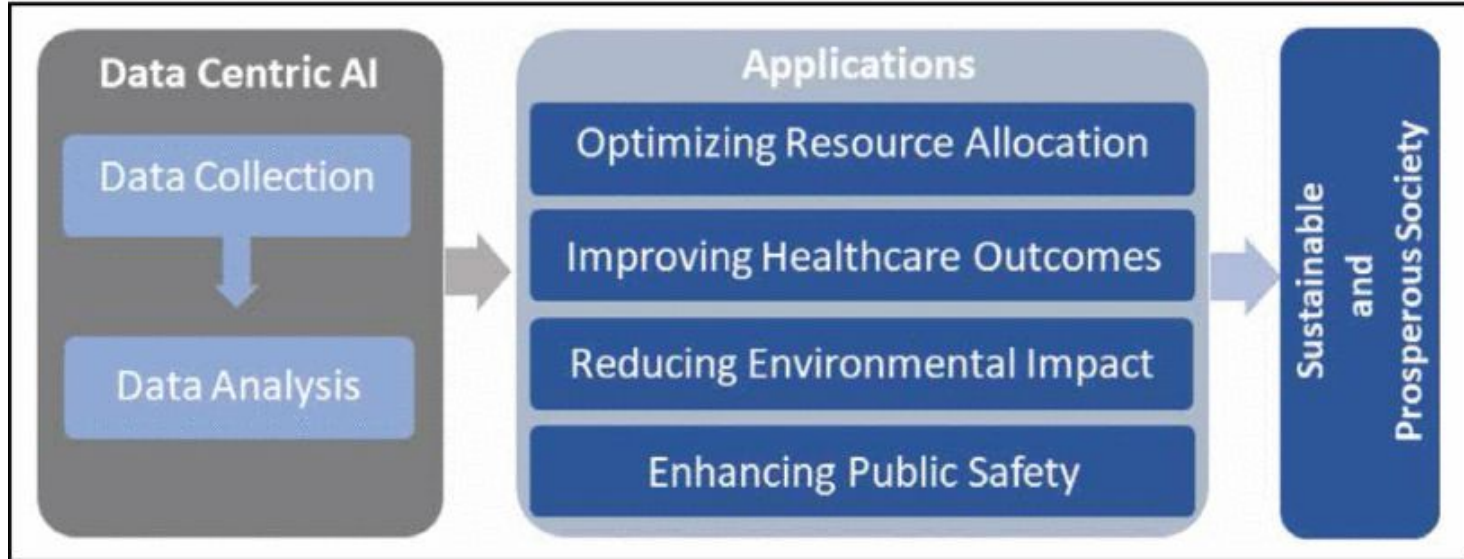 Data Centric AI
Data Collection
Data Analysis
Applications
Optimizing Resource Allocation
Improving Healthcare Outcomes
Reducing Environmental Impact
Enhancing Public Safety
Sustainable
and
Prosperous Society